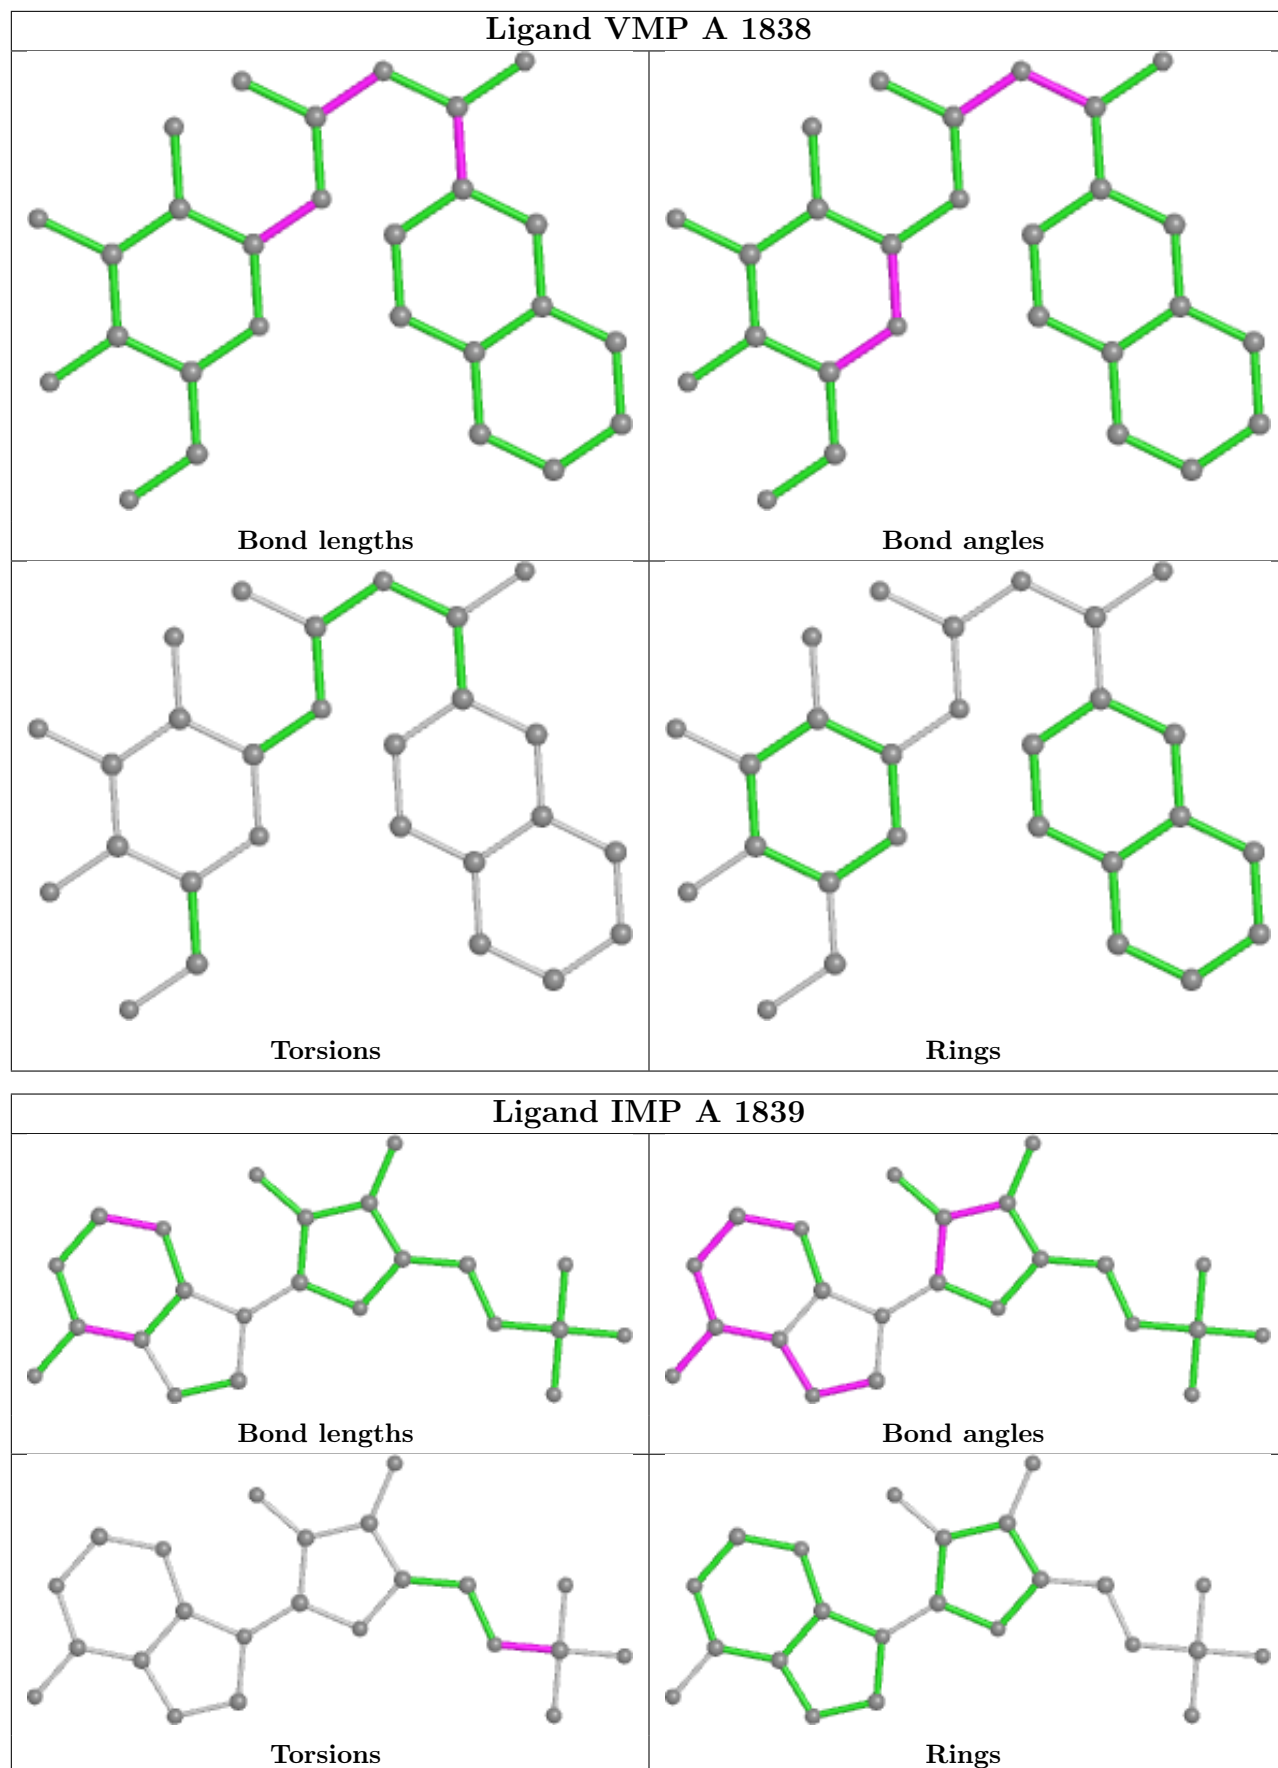 Ligand VMP A 1838
Bond lengths
Bond angles
Torsions
Rings
Ligand IMP A 1839
Bond lengths
Bond angles
Torsions
Rings